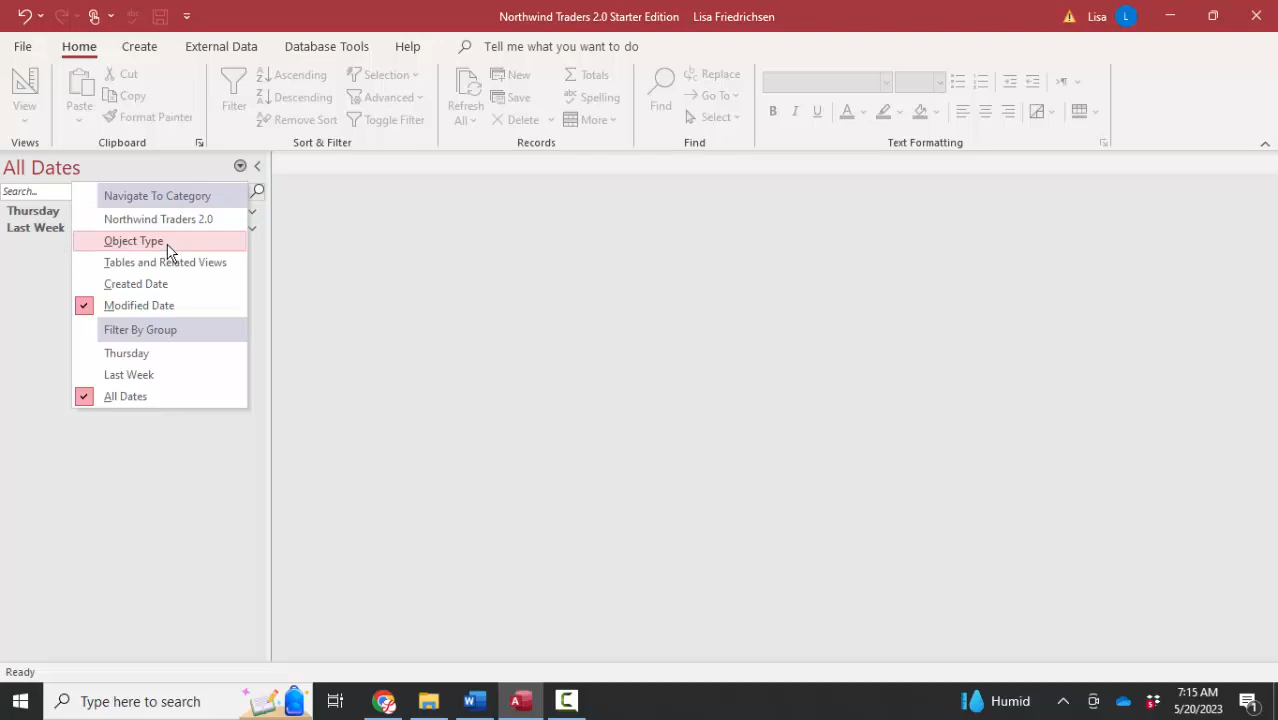 Northwind Traders 2.0 Starter Edition Lisa Friedrichsen Lisa L
File Home Create External Data Database Tools Help Tell me what you want to do
View
Views
Paste
Cut
Copy
Format Painter
Clipboard
Filter
Ascending
Descending
Remove Sort
Selection
Advanced
Toggle Filter
Sort & Filter
Refresh
All
New
Save
Delete
Totals
Spelling
More
Records
Find
Replace
Go To
Select
Find
B I U A
Text Formatting
All Dates
Search...
Thursday
Last Week
Navigate To Category
Northwind Traders 2.0
Object Type
Tables and Related Views
Created Date
Modified Date
Filter By Group
Thursday
Last Week
All Dates
Ready
Type here to search
Humid
7:15 AM
5/20/2023
1